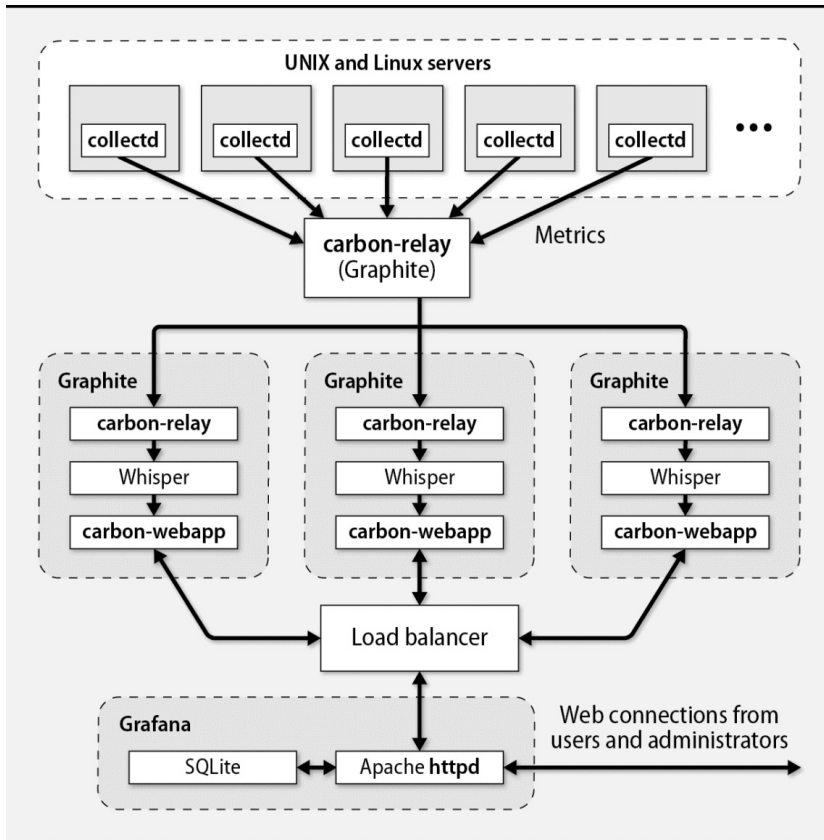 UNIX and Linux servers
collectd collectd collectd collectd collectd •••
carbon-relay
(Graphite)
Metrics
Graphite Graphite Graphite
carbon-relay carbon-relay carbon-relay
Whisper Whisper Whisper
carbon-webapp carbon-webapp carbon-webapp
Load balancer
Grafana
Web connections from
users and administrators
SQLite Apache httpd